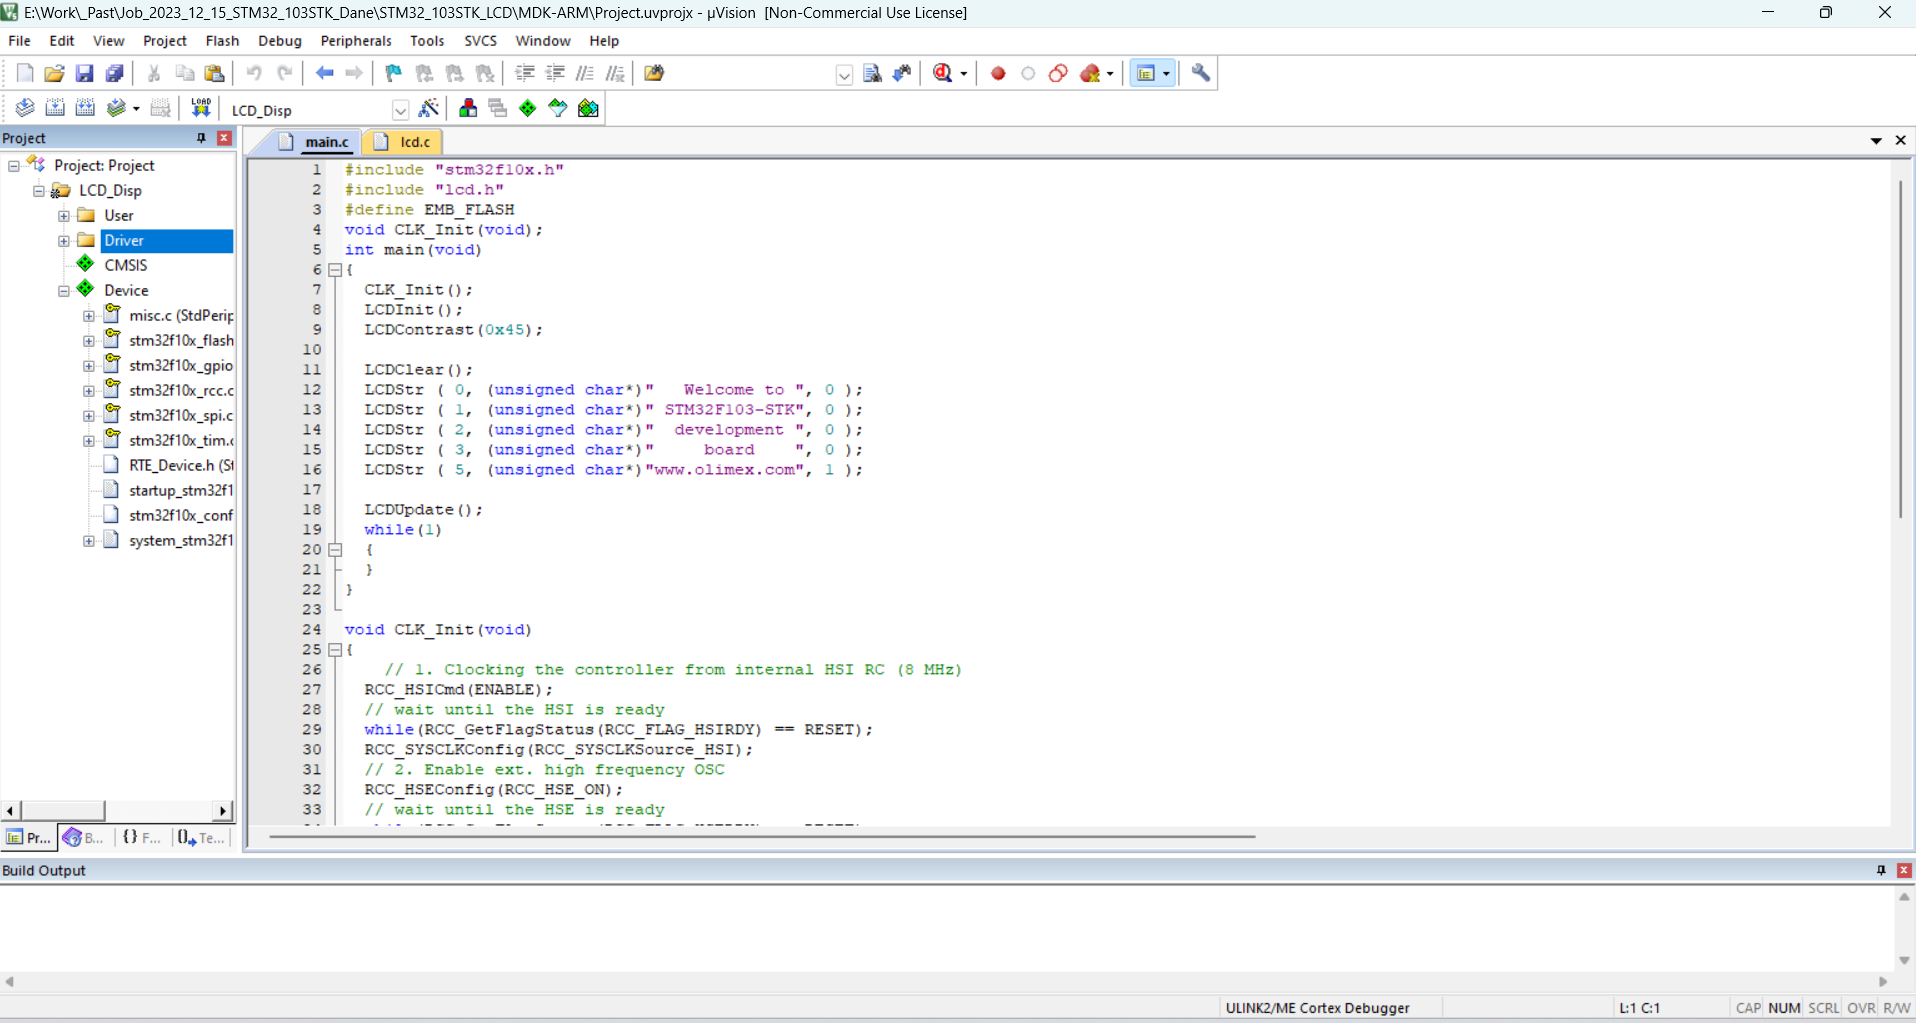 E:\Work\_Past\Job_2023_12_15_STM32_103STK_Dane\STM32_103STK_LCD\MDK-ARM\Project.uvprojx - µVision [Non-Commercial Use License]
File Edit View Project Flash Debug Peripherals Tools SVCS Window Help
LOAD LCD_Disp
Project
Project: Project
LCD_Disp
User
Driver
CMSIS
Device
misc.c (StdPerip
stm32f10x_flash
stm32f10x_gpio
stm32f10x_rcc.c
stm32f10x_spi.c
stm32f10x_tim.c
RTE_Device.h (St
startup_stm32f1
stm32f10x_conf
system_stm32f1
Pr... B... {} F... Te...
main.c lcd.c
1 #include "stm32f10x.h"
2 #include "lcd.h"
3 #define EMB_FLASH
4 void CLK_Init(void);
5 int main(void)
6 {
7 CLK_Init();
8 LCDInit();
9 LCDContrast(0x45);
10
11 LCDClear();
12 LCDStr ( 0, (unsigned char*)"   Welcome to ", 0 );
13 LCDStr ( 1, (unsigned char*)" STM32F103-STK", 0 );
14 LCDStr ( 2, (unsigned char*)"  development ", 0 );
15 LCDStr ( 3, (unsigned char*)"     board    ", 0 );
16 LCDStr ( 5, (unsigned char*)"www.olimex.com", 1 );
17
18 LCDUpdate();
19 while(1)
20 {
21 }
22 }
23
24 void CLK_Init(void)
25 {
26 // 1. Clocking the controller from internal HSI RC (8 MHz)
27 RCC_HSICmd(ENABLE);
28 // wait until the HSI is ready
29 while(RCC_GetFlagStatus(RCC_FLAG_HSIRDY) == RESET);
30 RCC_SYSCLKConfig(RCC_SYSCLKSource_HSI);
31 // 2. Enable ext. high frequency OSC
32 RCC_HSEConfig(RCC_HSE_ON);
33 // wait until the HSE is ready
Build Output
ULINK2/ME Cortex Debugger L:1 C:1 CAP NUM SCRL OVR R/W